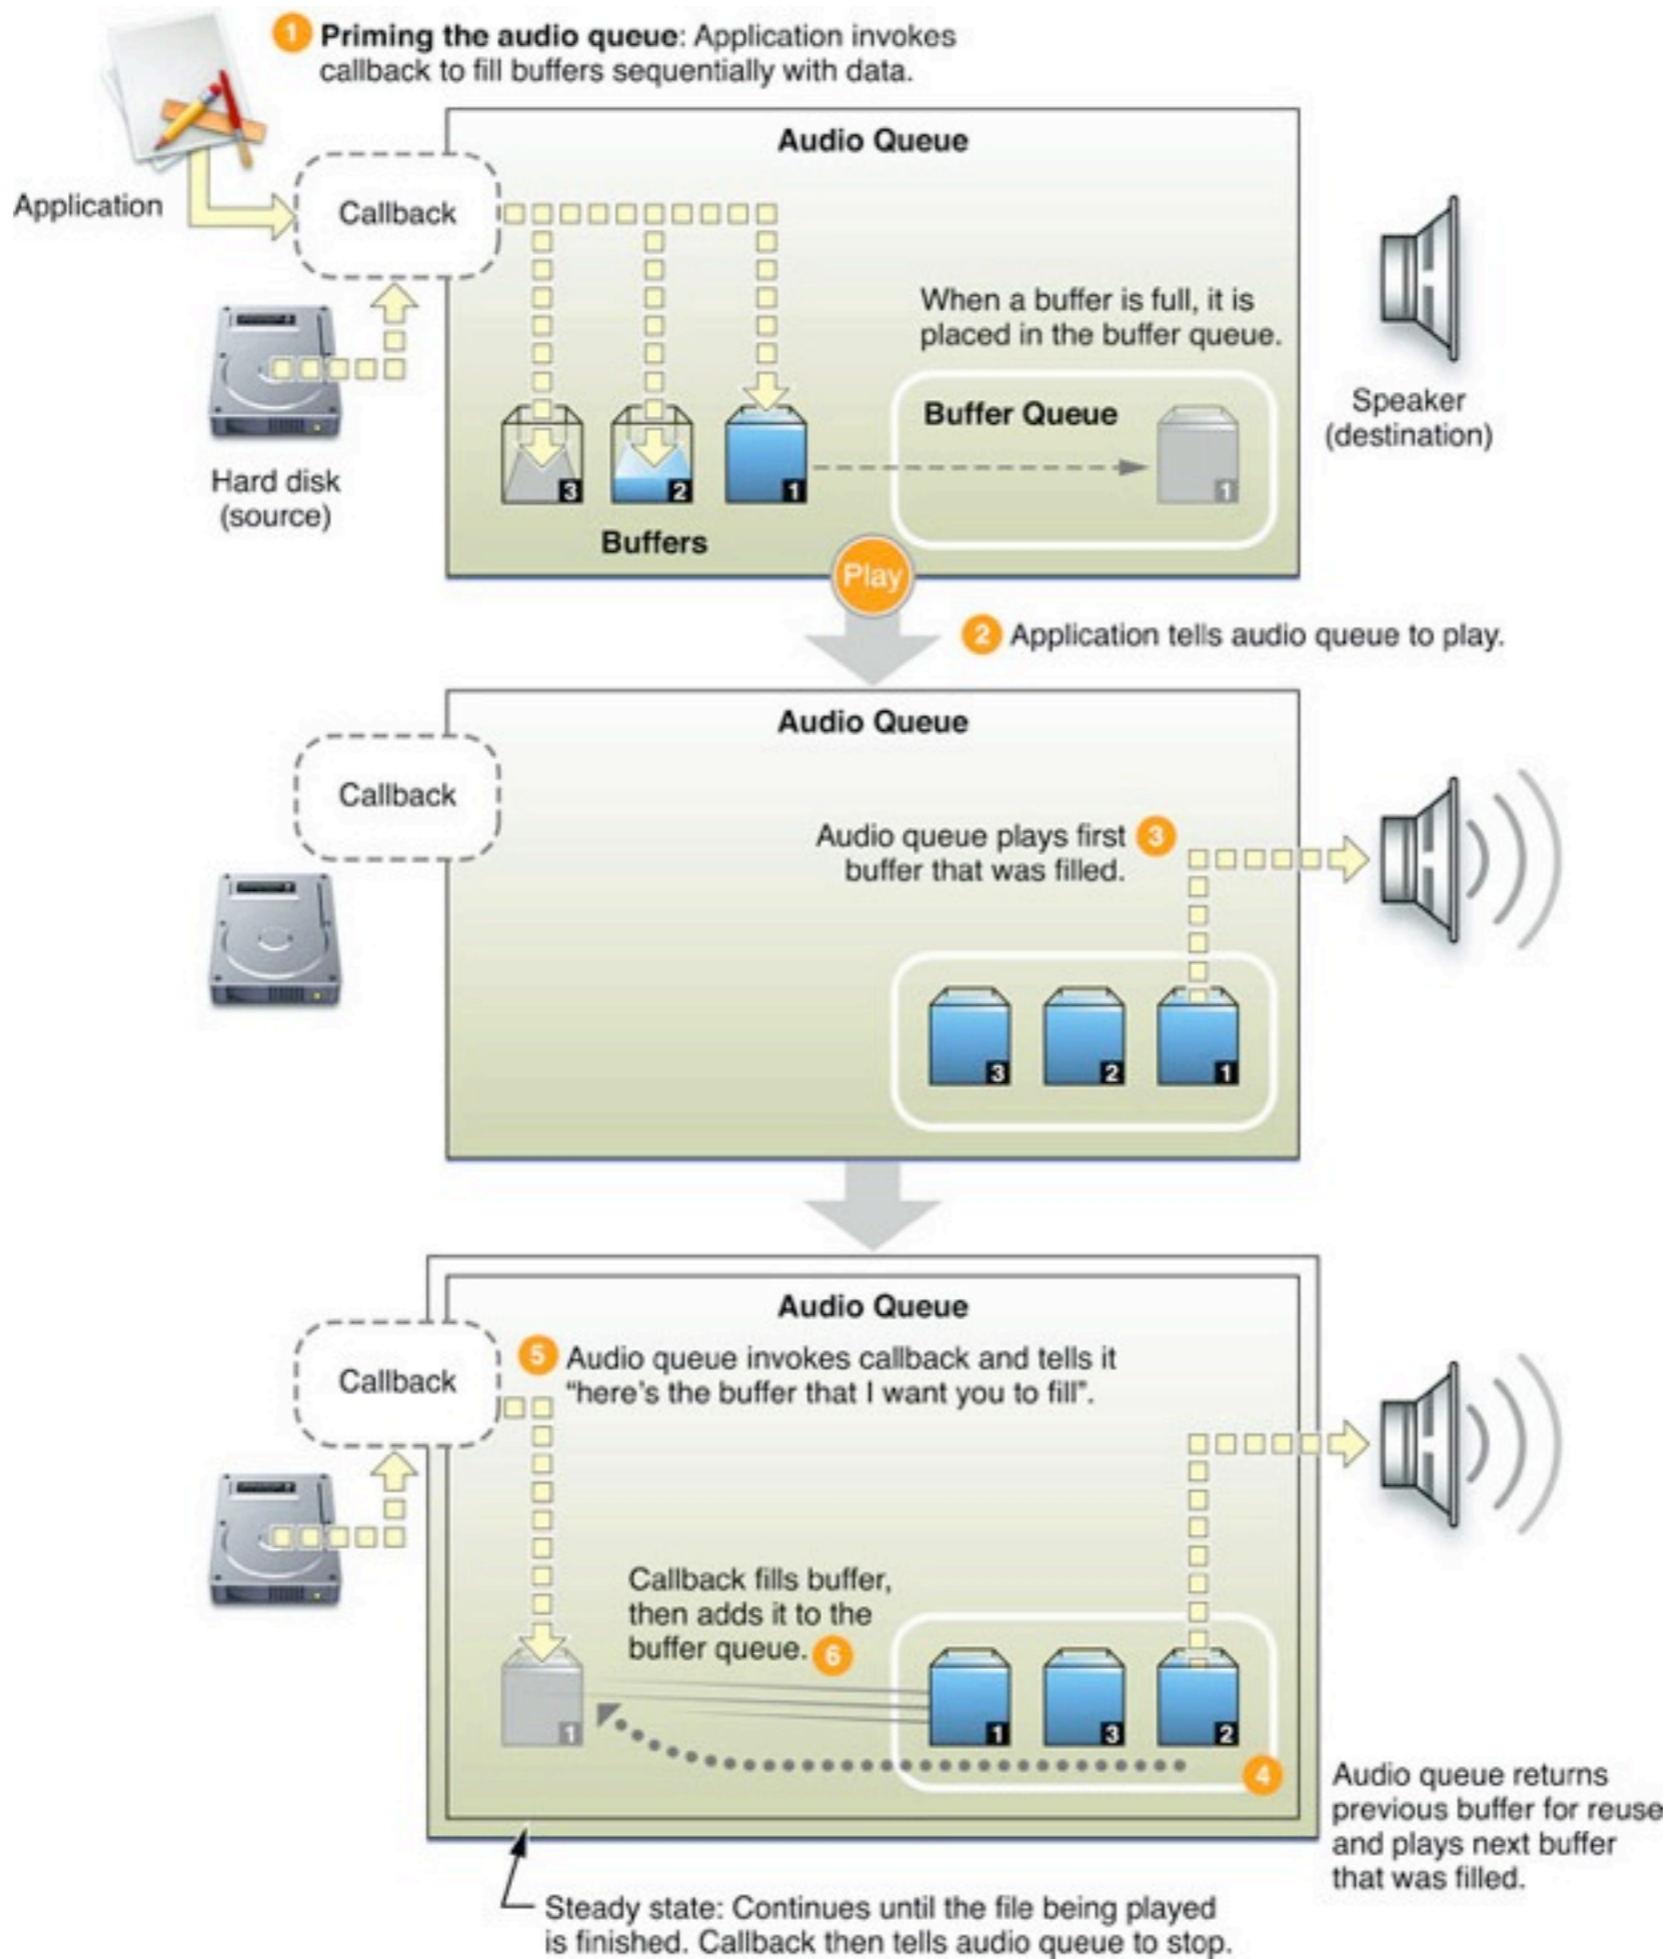 1 Priming the audio queue: Application invokes
callback to fill buffers sequentially with data.
Audio Queue
Application
Callback
When a buffer is full, it is
placed in the buffer queue.
Buffer Queue
Speaker
(destination)
Hard disk
(source)
3
2
1
1
Buffers
Play
2 Application tells audio queue to play.
Audio Queue
Callback
Audio queue plays first 3
buffer that was filled.
3
2
1
Audio Queue
Callback
5 Audio queue invokes callback and tells it
“here’s the buffer that I want you to fill”.
Callback fills buffer,
then adds it to the
buffer queue. 6
1
1
3
2
4
Audio queue returns
previous buffer for reuse
and plays next buffer
that was filled.
Steady state: Continues until the file being played
is finished. Callback then tells audio queue to stop.